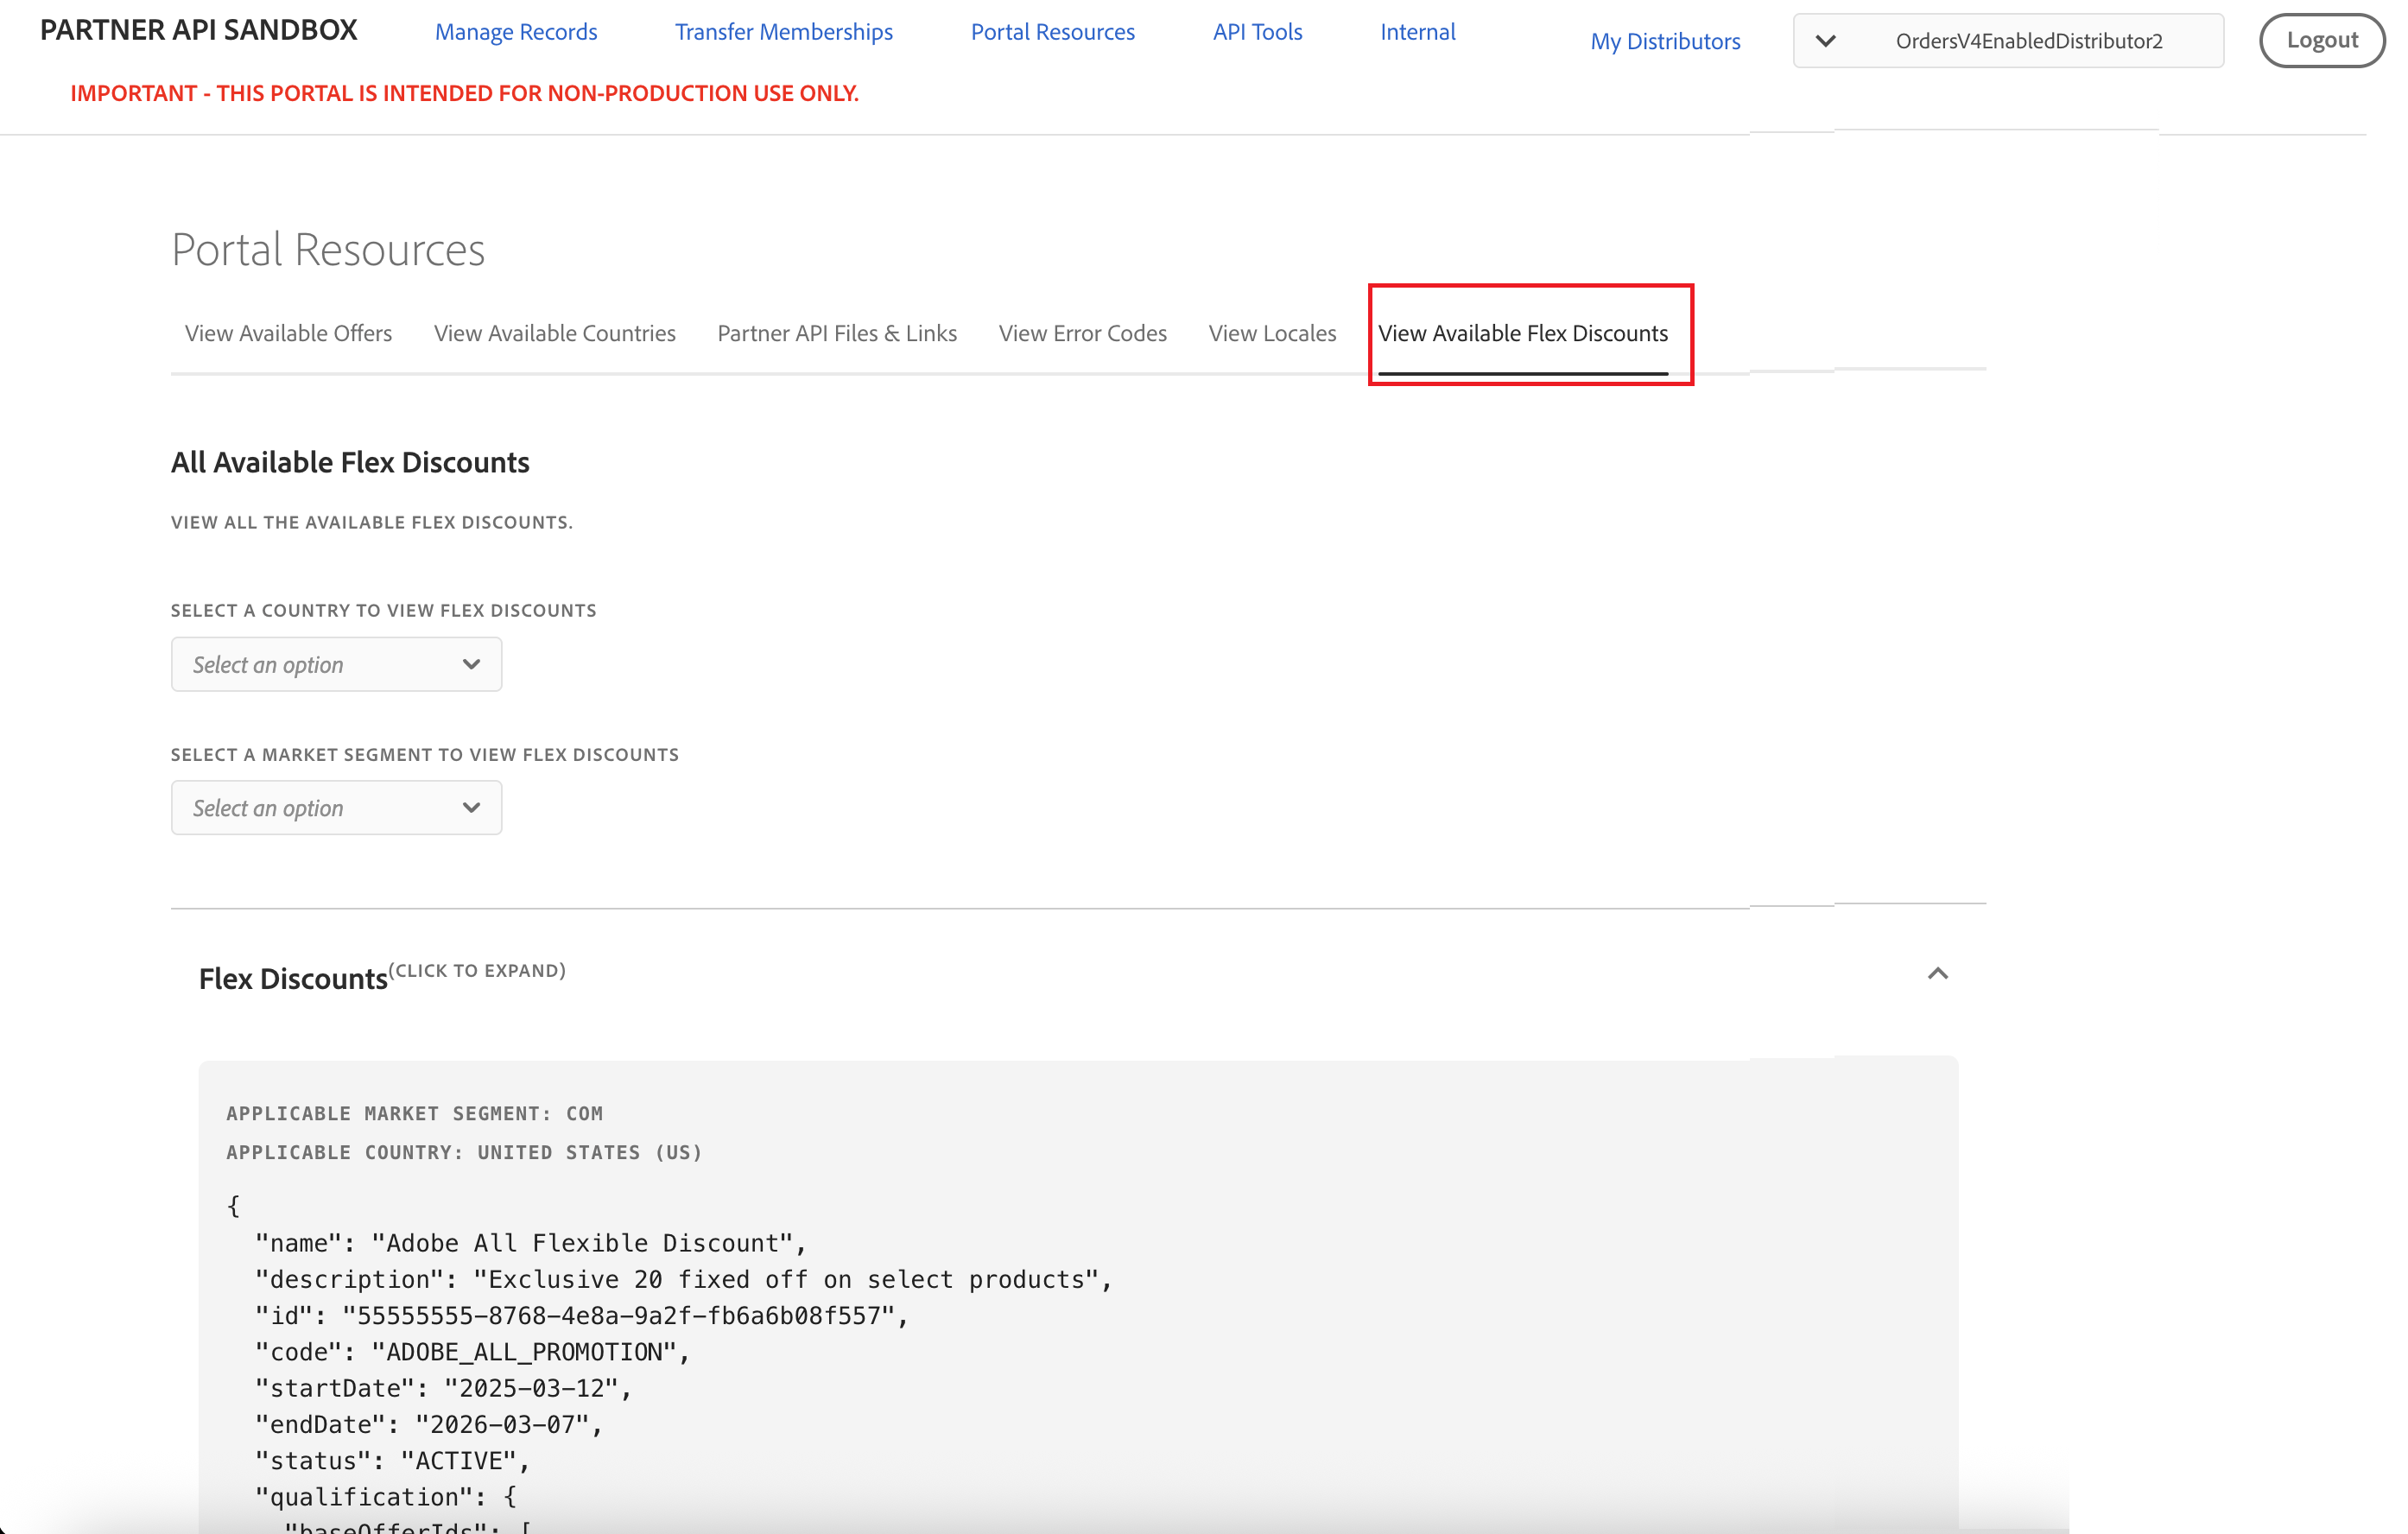 PARTNER API SANDBOX
Manage Records
Transfer Memberships
Portal Resources
API Tools
Internal
My Distributors
OrdersV4EnabledDistributor2
Logout
IMPORTANT - THIS PORTAL IS INTENDED FOR NON-PRODUCTION USE ONLY.
Portal Resources
View Available Offers
View Available Countries
Partner API Files & Links
View Error Codes
View Locales
View Available Flex Discounts
All Available Flex Discounts
VIEW ALL THE AVAILABLE FLEX DISCOUNTS.
SELECT A COUNTRY TO VIEW FLEX DISCOUNTS
Select an option
SELECT A MARKET SEGMENT TO VIEW FLEX DISCOUNTS
Select an option
Flex Discounts(CLICK TO EXPAND)
APPLICABLE MARKET SEGMENT: COM
APPLICABLE COUNTRY: UNITED STATES (US)
{
"name": "Adobe All Flexible Discount",
"description": "Exclusive 20 fixed off on select products",
"id": "55555555-8768-4e8a-9a2f-fb6a6b08f557",
"code": "ADOBE_ALL_PROMOTION",
"startDate": "2025-03-12",
"endDate": "2026-03-07",
"status": "ACTIVE",
"qualification": {
"baseOfferIds": [